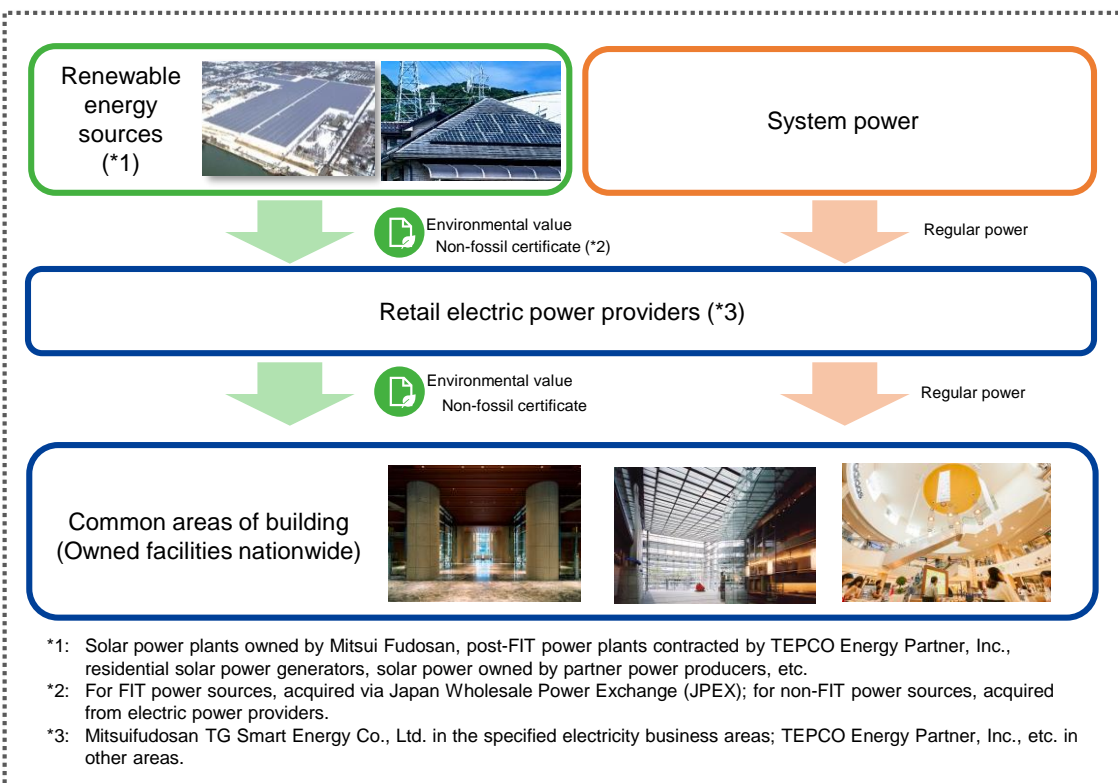 Renewable
energy
sources
(*1)
System power
Environmental value
Non-fossil certificate (*2)
Regular power
Retail electric power providers (*3)
Environmental value
Non-fossil certificate
Regular power
Common areas of building
(Owned facilities nationwide)
*1: Solar power plants owned by Mitsui Fudosan, post-FIT power plants contracted by TEPCO Energy Partner, Inc.,
residential solar power generators, solar power owned by partner power producers, etc.
*2: For FIT power sources, acquired via Japan Wholesale Power Exchange (JPEX); for non-FIT power sources, acquired
from electric power providers.
*3: Mitsuifudosan TG Smart Energy Co., Ltd. in the specified electricity business areas; TEPCO Energy Partner, Inc., etc. in
other areas.